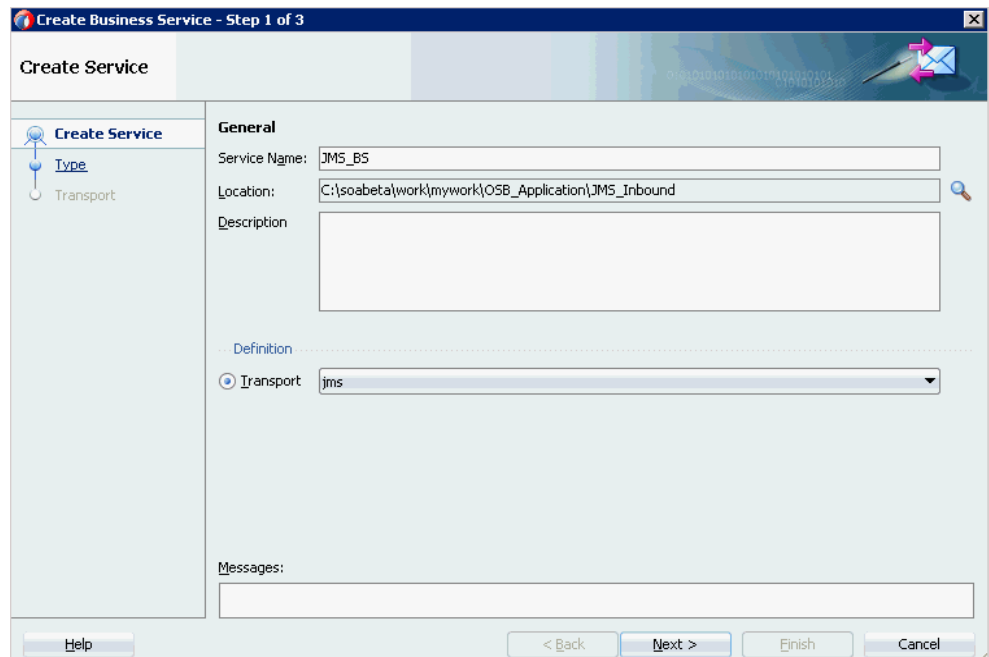 Create Business Service - Step 1 of 3
Create Service
Create Service
Type
Transport
General
Service Name: JMS_BS
Location: C:\soabeta\work\mywork\OSB_Application\JMS_Inbound
Description
Definition
Transport jms
Messages:
Help < Back Next > Finish Cancel